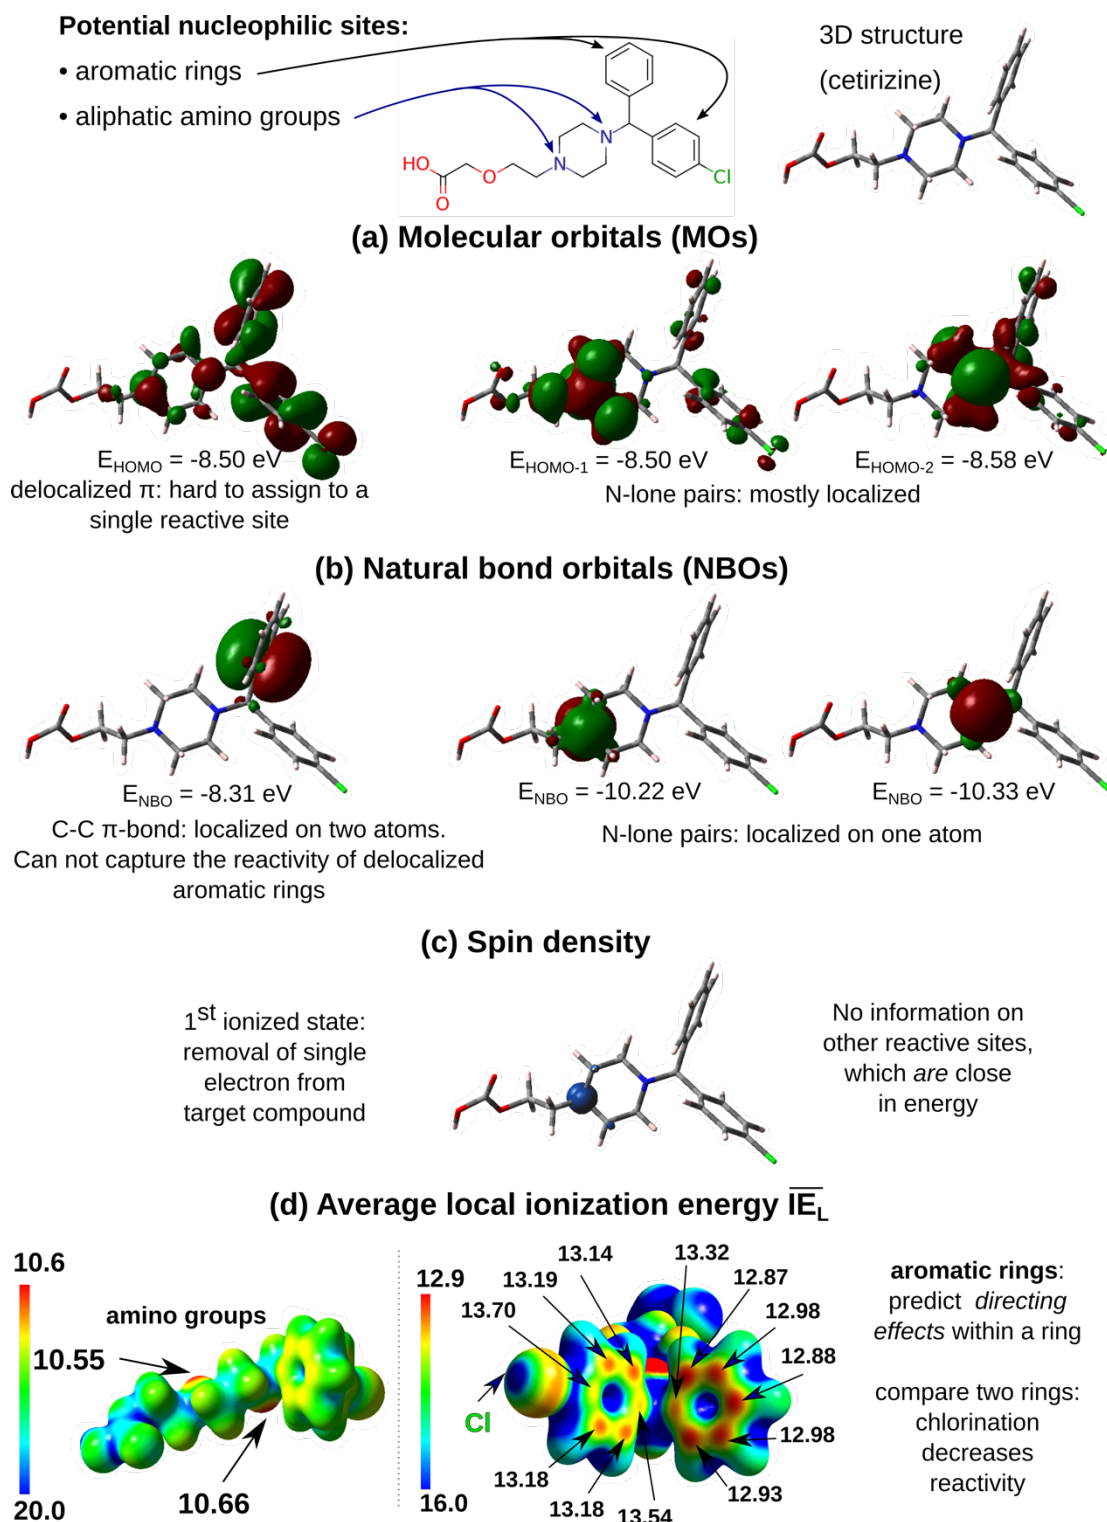 Potential nucleophilic sites:
• aromatic rings
• aliphatic amino groups
3D structure
(cetirizine)
N
N
HO
O
O
Cl
(a) Molecular orbitals (MOs)
E_HOMO = -8.50 eV
delocalized π: hard to assign to a
single reactive site
E_HOMO-1 = -8.50 eV
E_HOMO-2 = -8.58 eV
N-lone pairs: mostly localized
(b) Natural bond orbitals (NBOs)
E_NBO = -8.31 eV
C-C π-bond: localized on two atoms.
Can not capture the reactivity of delocalized
aromatic rings
E_NBO = -10.22 eV
E_NBO = -10.33 eV
N-lone pairs: localized on one atom
(c) Spin density
1st ionized state:
removal of single
electron from
target compound
No information on
other reactive sites,
which are close
in energy
(d) Average local ionization energy I̅E̅_L
10.6
amino groups
10.55
10.66
20.0
12.9
16.0
13.14
13.32
13.19
12.87
13.70
12.98
12.88
Cl
12.98
13.18
12.93
13.18
13.54
aromatic rings:
predict directing
effects within a ring
compare two rings:
chlorination
decreases
reactivity